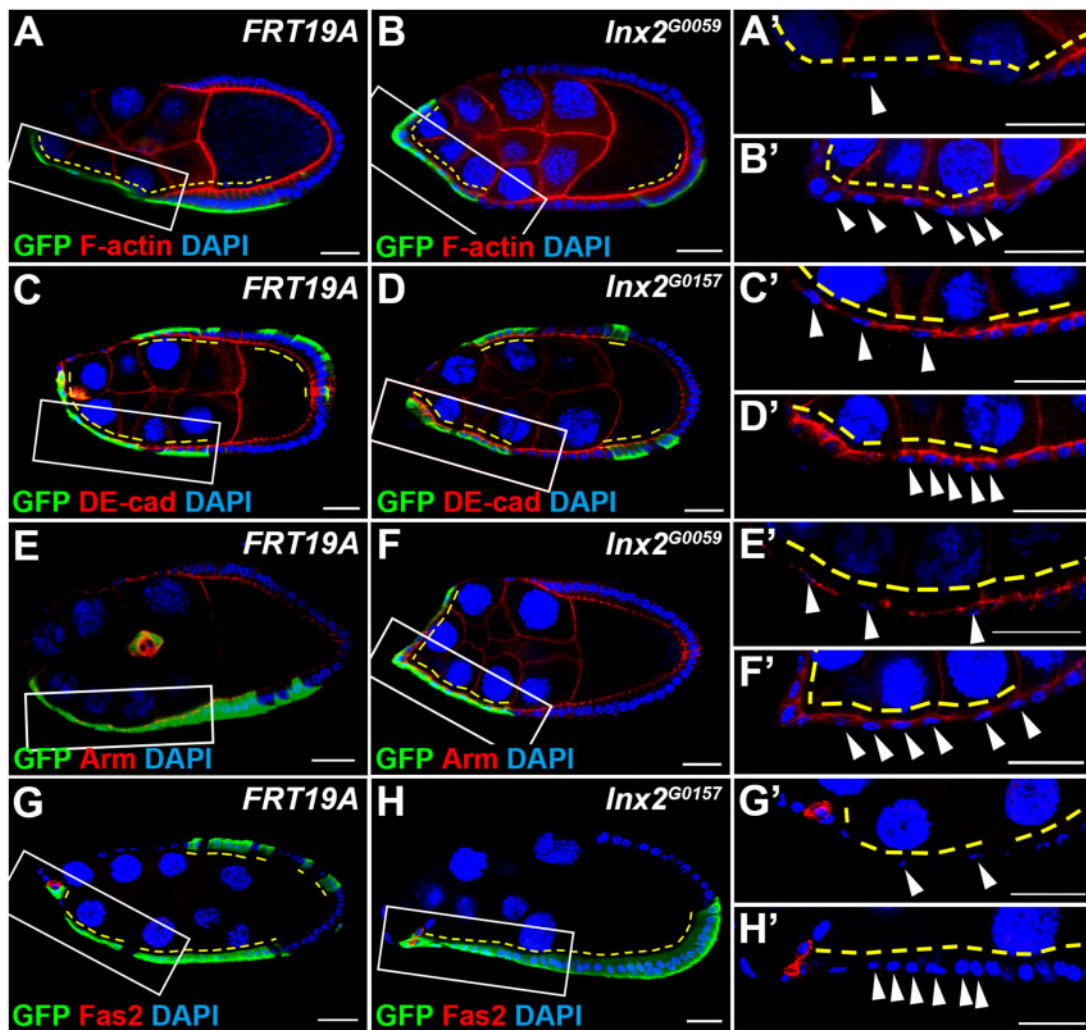 A FRT19A
GFP F-actin DAPI
B Inx2G0059
GFP F-actin DAPI
A’
B’
C FRT19A
GFP DE-cad DAPI
D Inx2G0157
GFP DE-cad DAPI
C’
D’
E FRT19A
GFP Arm DAPI
F Inx2G0059
GFP Arm DAPI
E’
F’
G FRT19A
GFP Fas2 DAPI
H Inx2G0157
GFP Fas2 DAPI
G’
H’